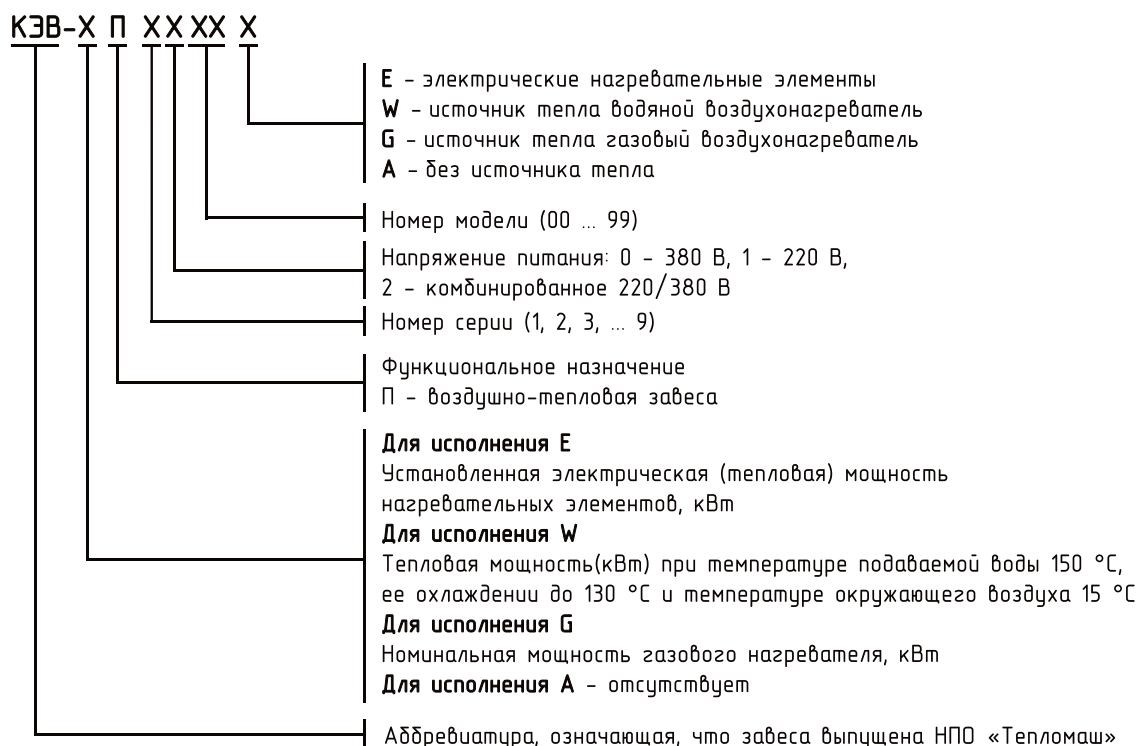 КЭВ-Х П Х Х ХХ Х
E – электрические нагревательные элементы
W – источник тепла водяной воздухонагреватель
G – источник тепла газовый воздухонагреватель
A – без источника тепла
Номер модели (00 ... 99)
Напряжение питания: 0 – 380 В, 1 – 220 В,
2 – комбинированное 220/380 В
Номер серии (1, 2, 3, ... 9)
Функциональное назначение
П – воздушно-тепловая завеса
Для исполнения E
Установленная электрическая (тепловая) мощность
нагревательных элементов, кВт
Для исполнения W
Тепловая мощность(кВт) при температуре подаваемой воды 150 °С,
ее охлаждении до 130 °С и температуре окружающего воздуха 15 °С
Для исполнения G
Номинальная мощность газового нагревателя, кВт
Для исполнения A – отсутствует
Аббревиатура, означающая, что завеса выпущена НПО «Тепломаш»